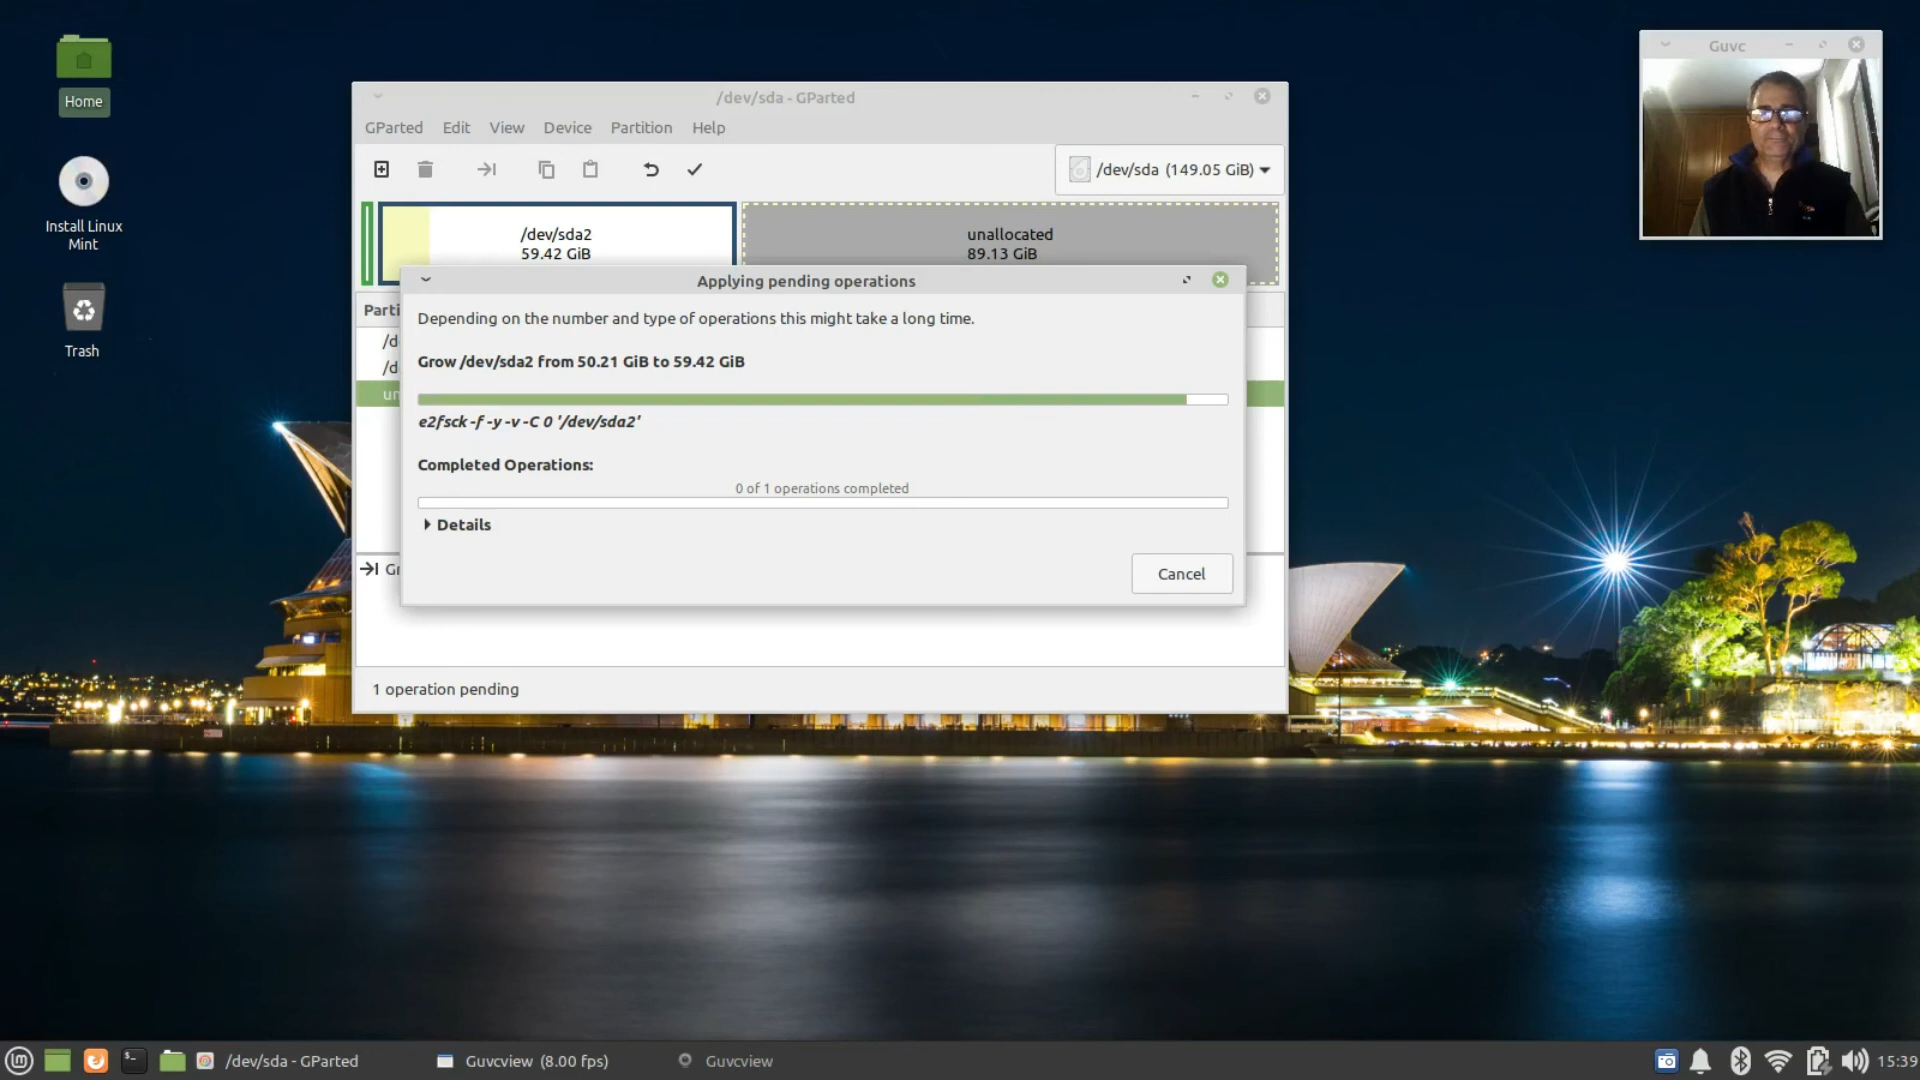 Home
Install Linux
Mint
Trash
Guvc
/dev/sda - GParted
GParted Edit View Device Partition Help
/dev/sda (149.05 GiB)
/dev/sda2
59.42 GiB
unallocated
89.13 GiB
Parti
/d
/d
un
Applying pending operations
Depending on the number and type of operations this might take a long time.
Grow /dev/sda2 from 50.21 GiB to 59.42 GiB
e2fsck -f -y -v -C 0 '/dev/sda2'
Completed Operations:
0 of 1 operations completed
Details
Cancel
Gr
1 operation pending
/dev/sda - GParted
Guvcview (8.00 fps)
Guvcview
15:39